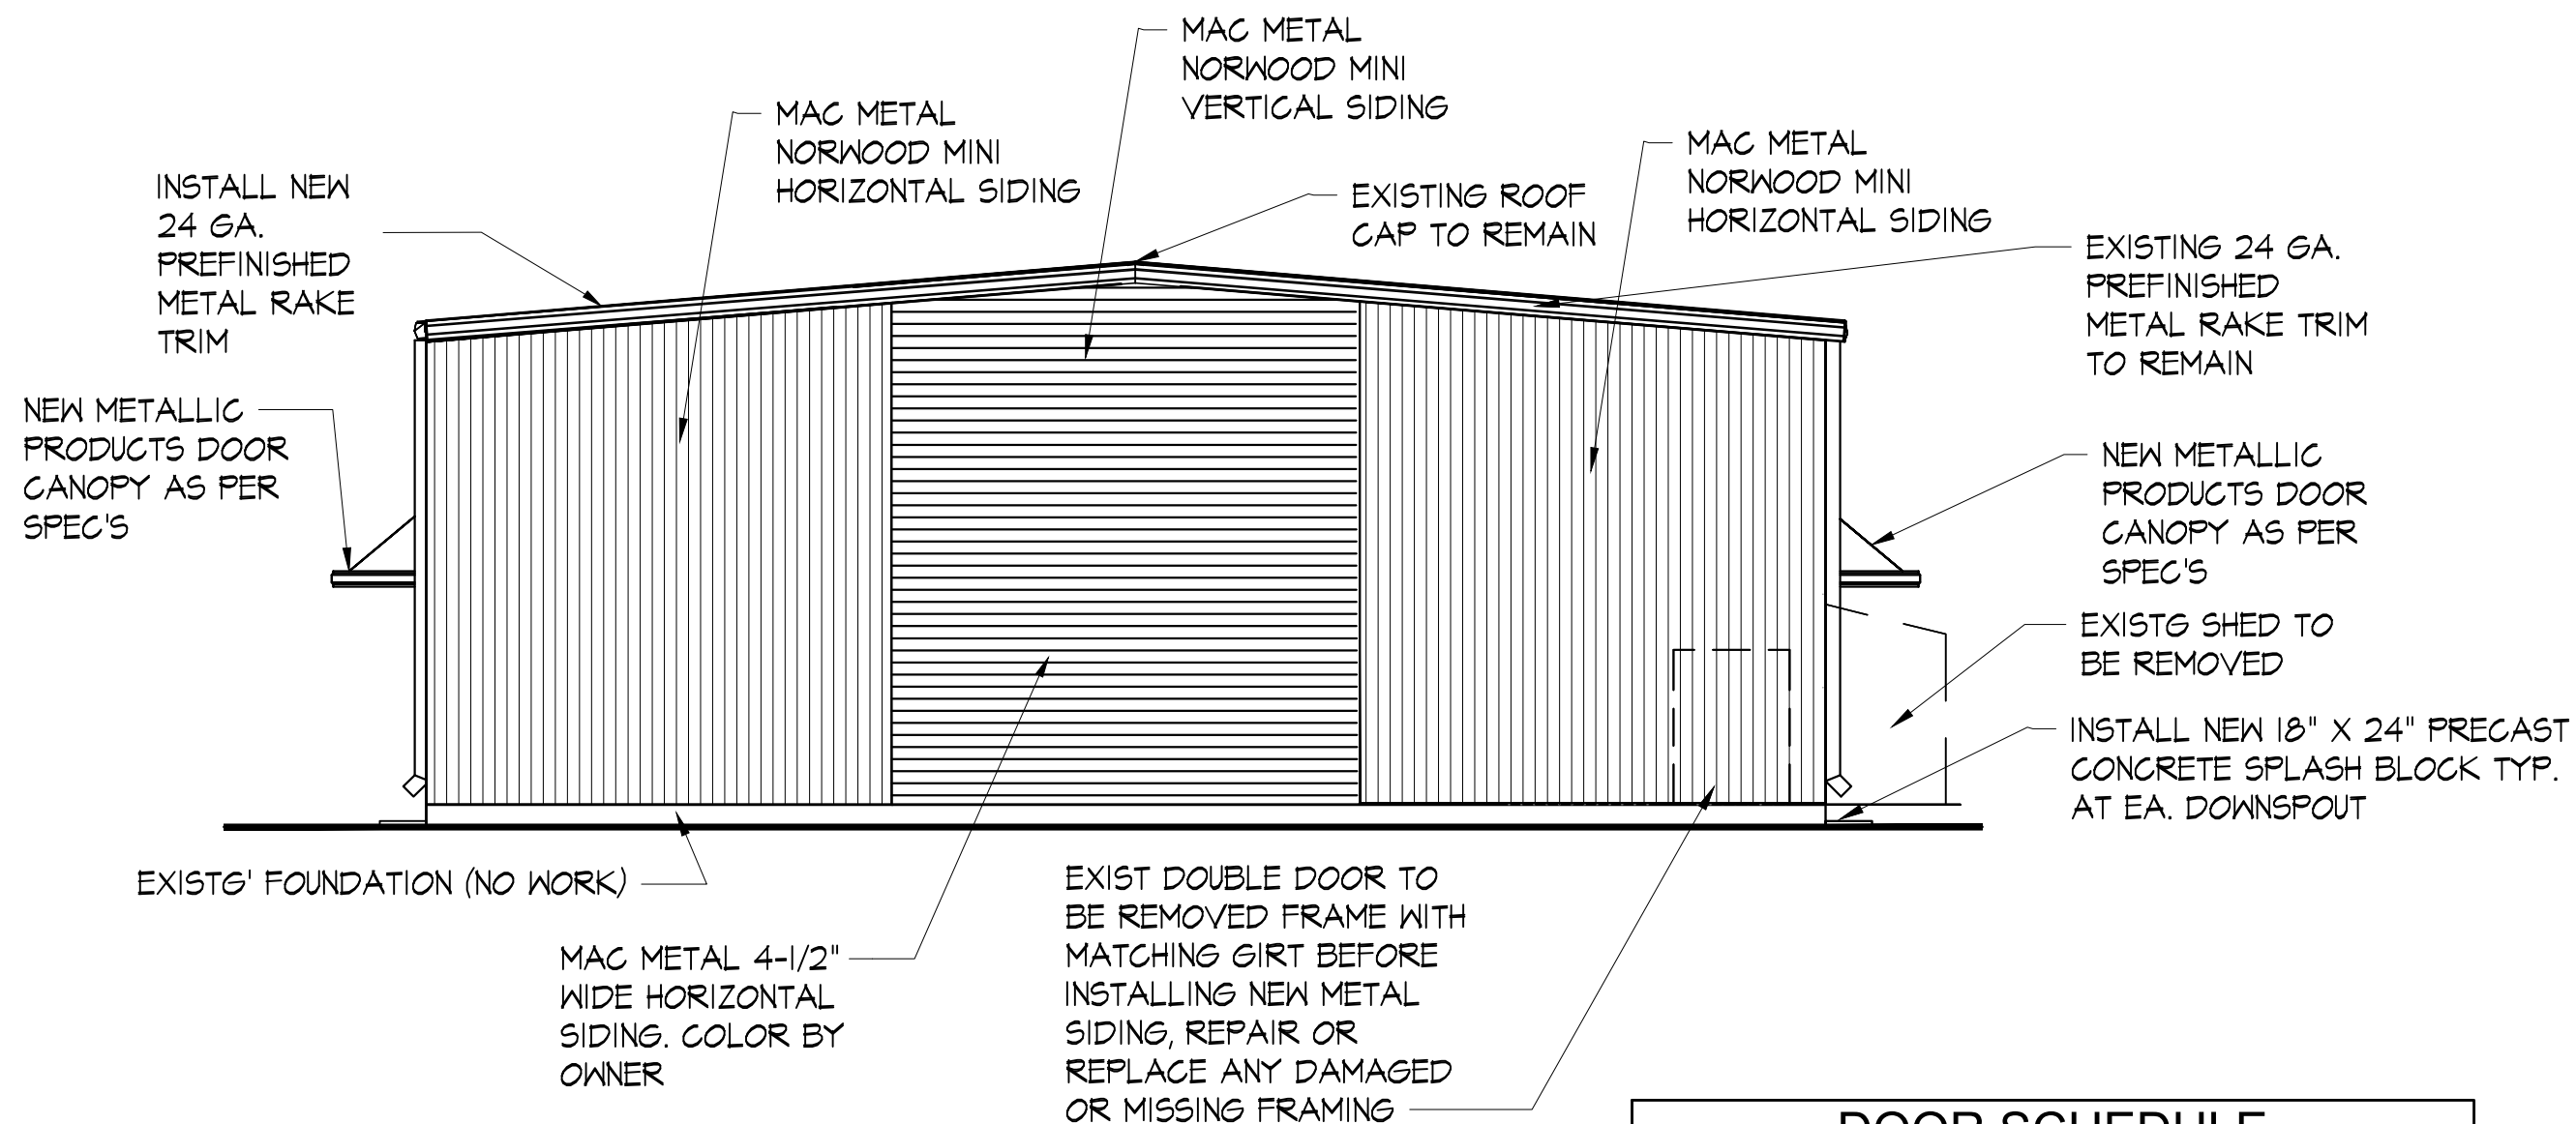 MAC METAL
NORWOOD MINI
VERTICAL SIDING
MAC METAL
NORWOOD MINI
HORIZONTAL SIDING
MAC METAL
NORWOOD MINI
HORIZONTAL SIDING
INSTALL NEW
24 GA.
PREFINISHED
METAL RAKE
TRIM
EXISTING ROOF
CAP TO REMAIN
EXISTING 24 GA.
PREFINISHED
METAL RAKE TRIM
TO REMAIN
NEW METALLIC
PRODUCTS DOOR
CANOPY AS PER
SPEC'S
NEW METALLIC
PRODUCTS DOOR
CANOPY AS PER
SPEC'S
EXISTG SHED TO
BE REMOVED
INSTALL NEW 18" X 24" PRECAST
CONCRETE SPLASH BLOCK TYP.
AT EA. DOWNSPOUT
EXISTG' FOUNDATION (NO WORK)
MAC METAL 4-1/2"
WIDE HORIZONTAL
SIDING. COLOR BY
OWNER
EXIST DOUBLE DOOR TO
BE REMOVED FRAME WITH
MATCHING GIRT BEFORE
INSTALLING NEW METAL
SIDING, REPAIR OR
REPLACE ANY DAMAGED
OR MISSING FRAMING
DOOR SCHEDULE